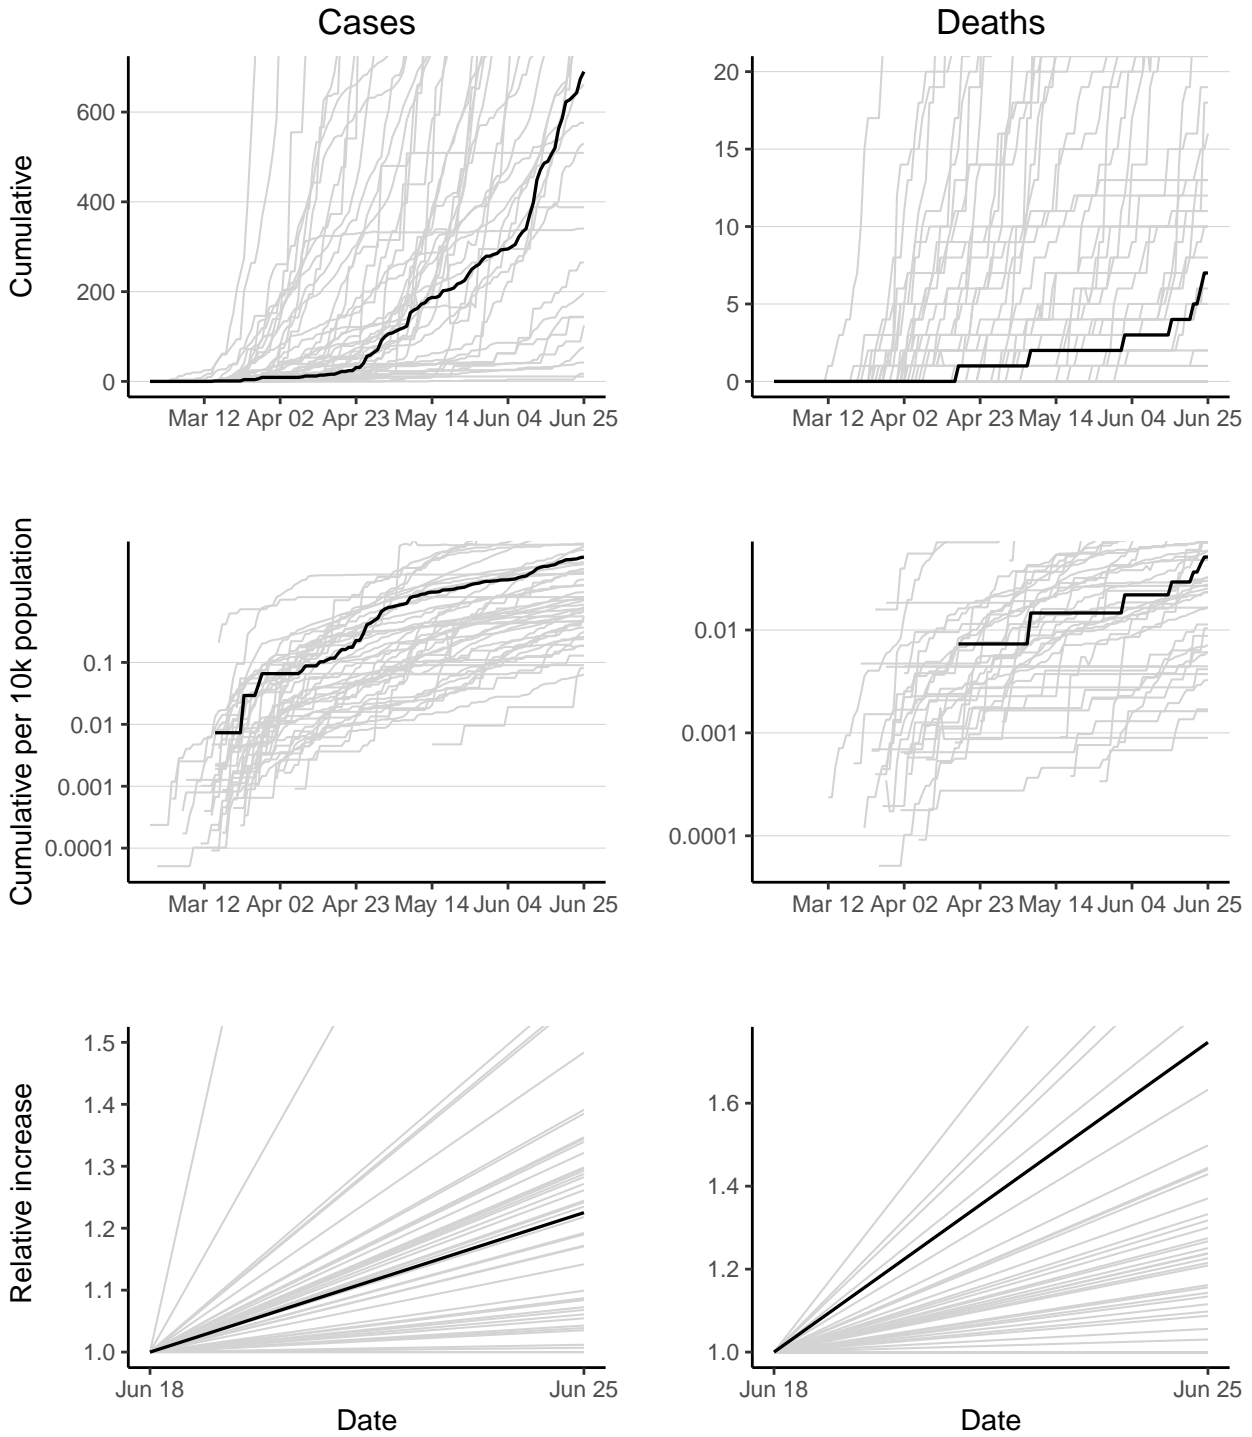 Cases
Deaths
Cumulative
600
400
200
0
Mar 12 Apr 02 Apr 23 May 14 Jun 04 Jun 25
20
15
10
5
0
Mar 12 Apr 02 Apr 23 May 14 Jun 04 Jun 25
Cumulative per 10k population
0.1
0.01
0.001
0.0001
Mar 12 Apr 02 Apr 23 May 14 Jun 04 Jun 25
0.01
0.001
0.0001
Mar 12 Apr 02 Apr 23 May 14 Jun 04 Jun 25
Relative increase
1.5
1.4
1.3
1.2
1.1
1.0
Jun 18 Jun 25
Date
1.6
1.4
1.2
1.0
Jun 18 Jun 25
Date